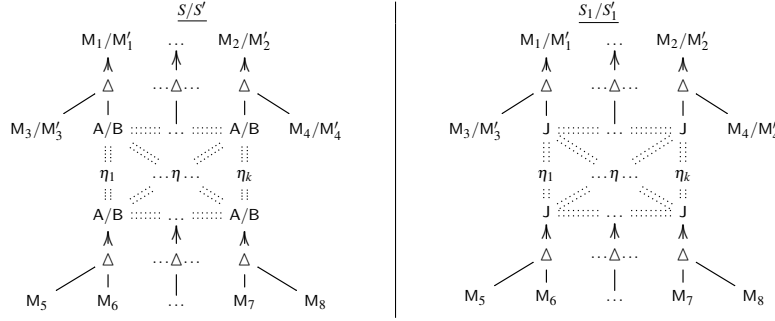 S/S′ S₁/S′₁
M₁/M′₁ … M₂/M′₂ M₁/M′₁ … M₂/M′₂
Δ …Δ… Δ Δ …Δ… Δ
M₃/M′₃ A/B … A/B M₄/M′₄ M₃/M′₃ J … J M₄/M′₄
η₁ …η… ηₖ η₁ …η… ηₖ
A/B … A/B J … J
Δ …Δ… Δ Δ …Δ… Δ
M₅ M₆ … M₇ M₈ M₅ M₆ … M₇ M₈